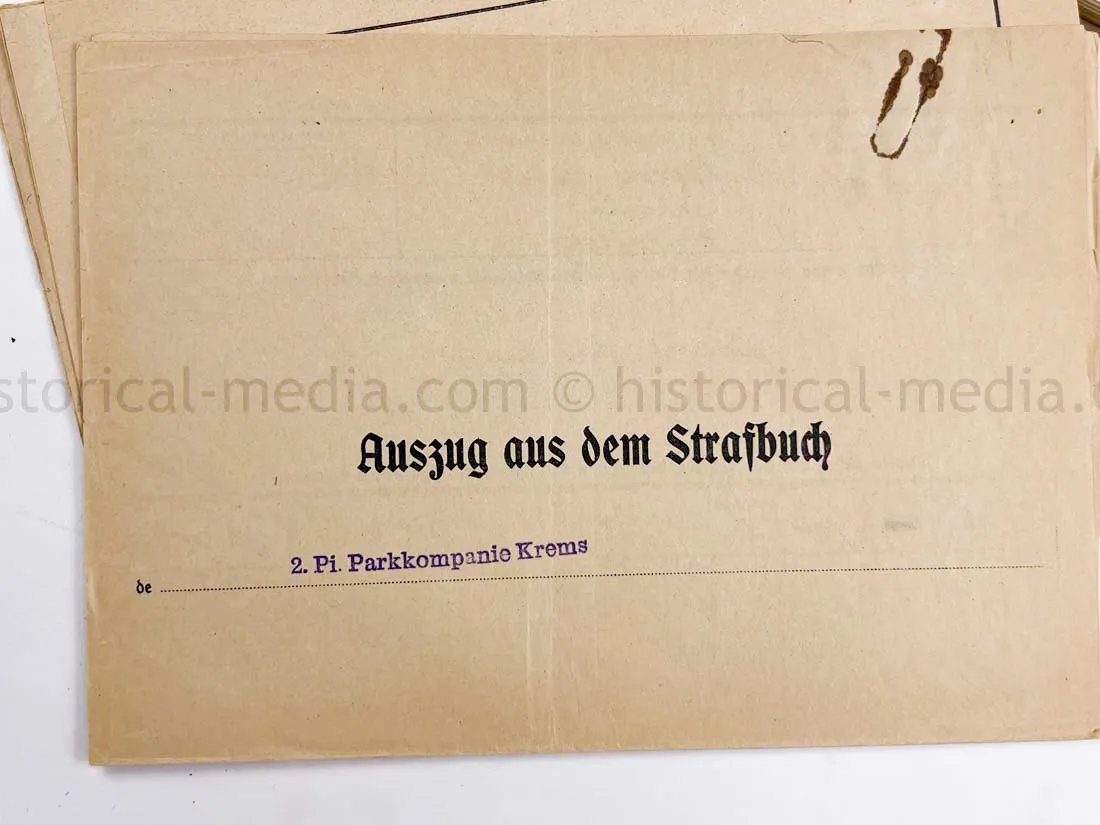 storical-media.com © historical-media.
Auszug aus dem Strafbuch
2. Pi. Parkkompanie Krems
de